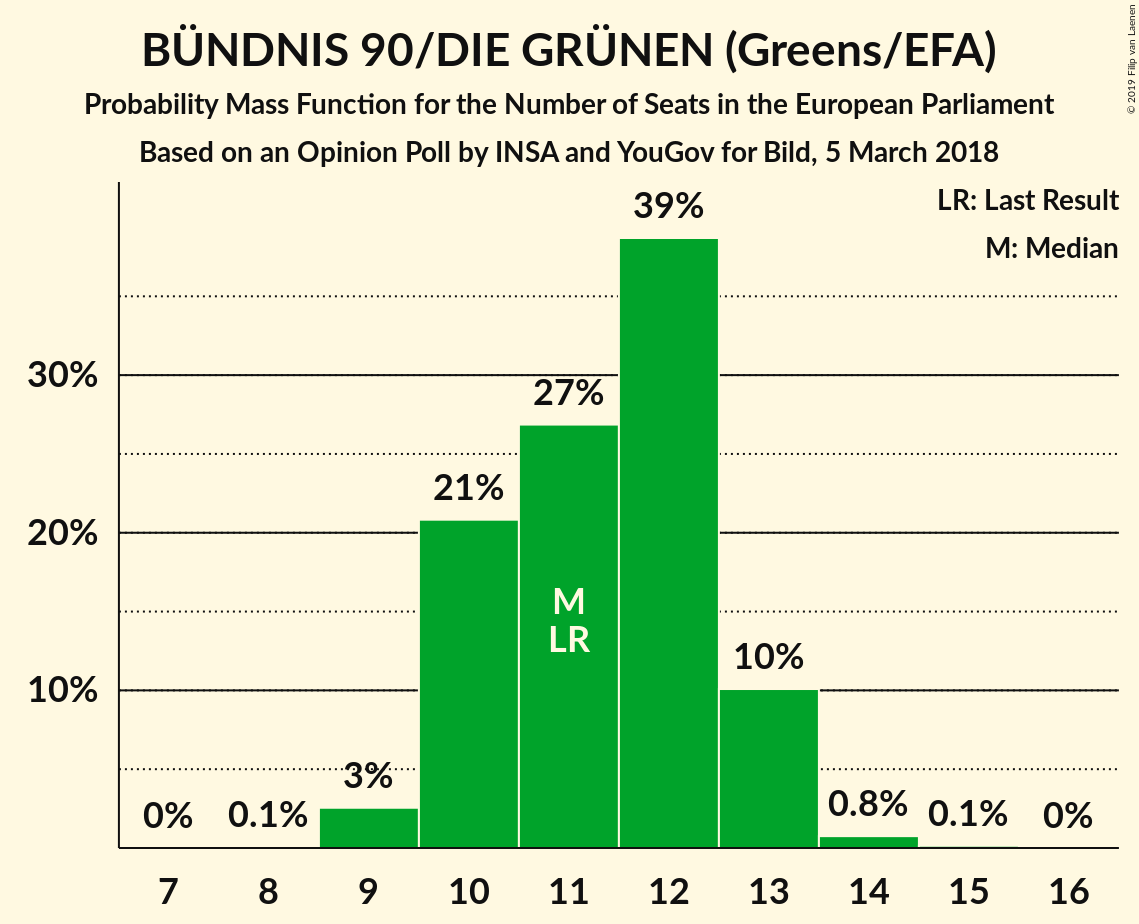 BÜNDNIS 90/DIE GRÜNEN (Greens/EFA)
Probability Mass Function for the Number of Seats in the European Parliament
Based on an Opinion Poll by INSA and YouGov for Bild, 5 March 2018
© 2019 Filip van Laenen
LR: Last Result
M: Median
39%
30%
27%
21%
20%
M
LR
10%
10%
3%
0%
0.1%
0.8%
0.1%
0%
7 8 9 10 11 12 13 14 15 16